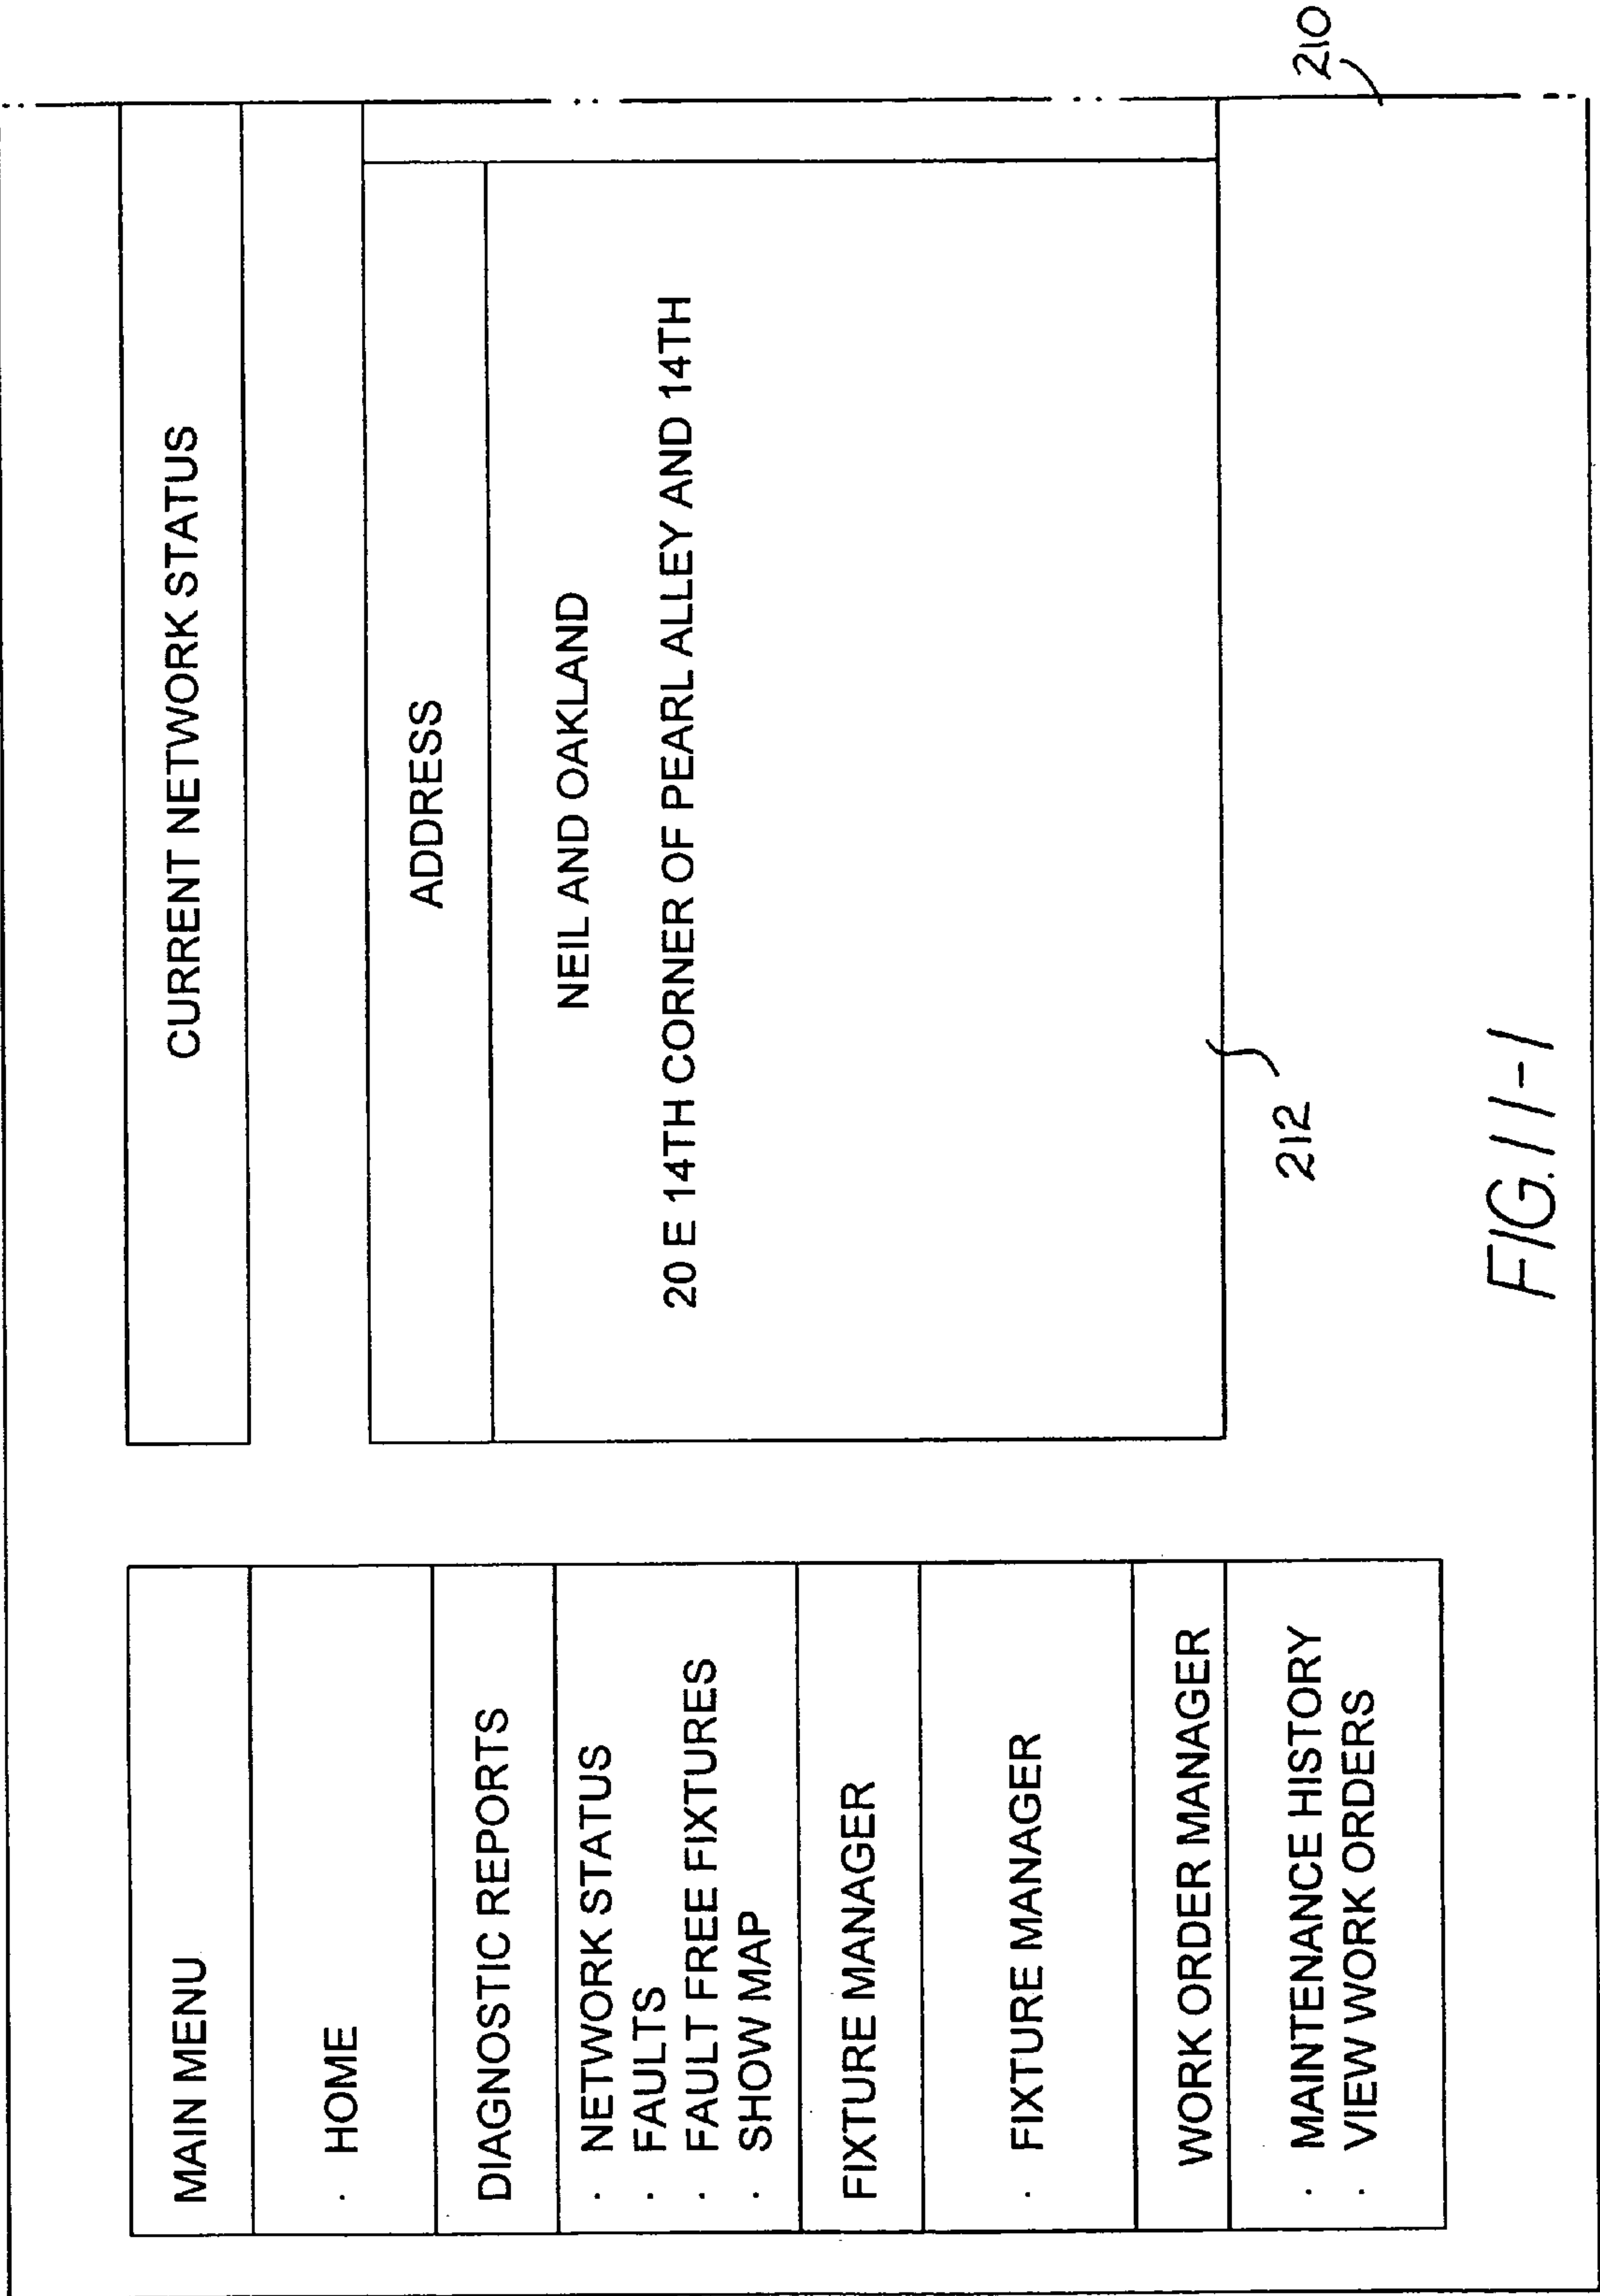 MAIN MENU
· HOME
DIAGNOSTIC REPORTS
· NETWORK STATUS
· FAULTS
· FAULT FREE FIXTURES
· SHOW MAP
FIXTURE MANAGER
· FIXTURE MANAGER
WORK ORDER MANAGER
· MAINTENANCE HISTORY
· VIEW WORK ORDERS
CURRENT NETWORK STATUS
ADDRESS
NEIL AND OAKLAND
20 E 14TH CORNER OF PEARL ALLEY AND 14TH
212
210
FIG. 11-1